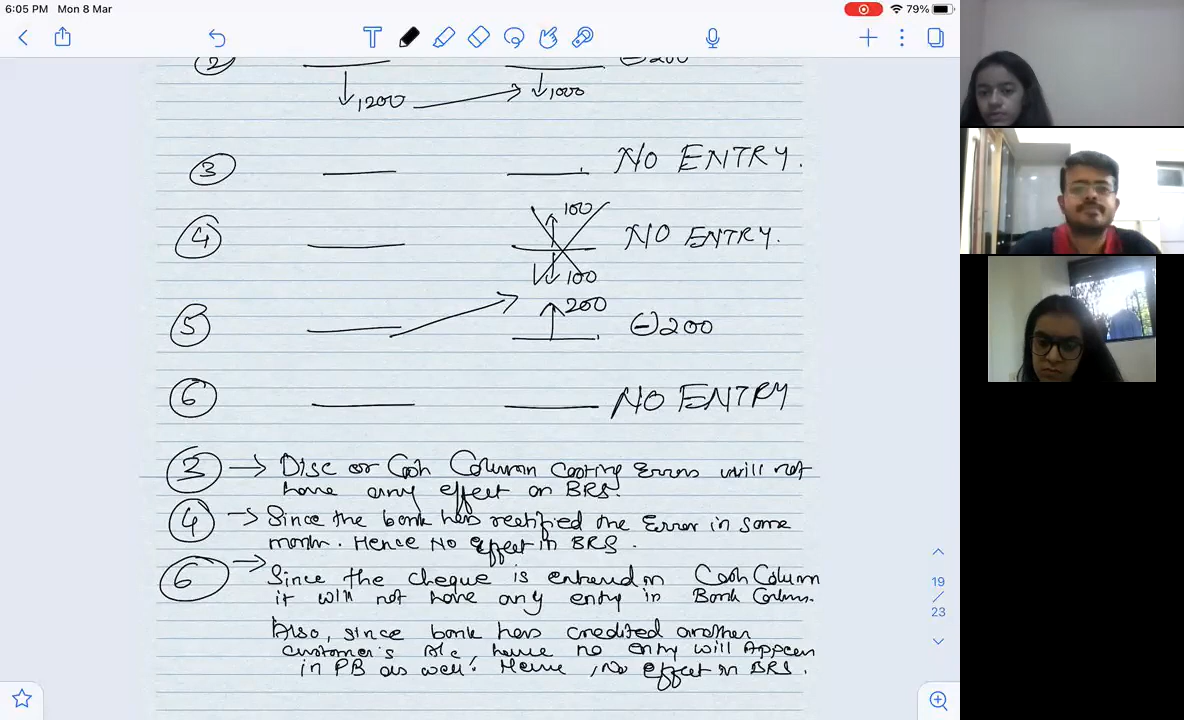 6:05 PM Mon 8 Mar
79%
2 ⊖200
↓1200 ↓1000
3 NO ENTRY.
100
4 NO ENTRY.
100
200
5 ⊖200
6 NO ENTRY
3 → Disc or Cash Column Casting Errors will not
have any effect on BRS.
4 → Since the bank has rectified the Error in same
month. Hence No effect in BRS.
6 → Since the cheque is entered in Cash Column
it will not have any entry in Bank Column.
Also, since bank has credited another
customer's A/c, hence no entry will Appear
in PB as well. Hence, no effect in BRS.
19
/
23